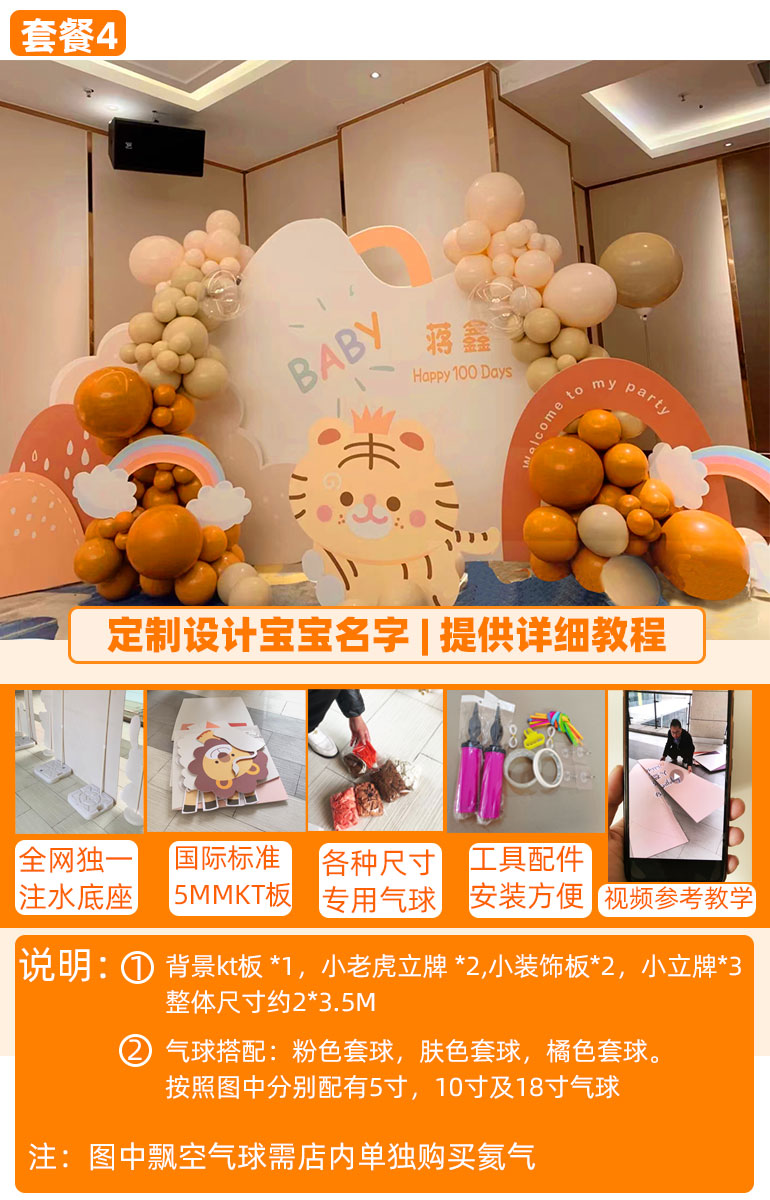 套餐4
BABY
蒋鑫
Happy 100 Days
Welcome to my party
定制设计宝宝名字 | 提供详细教程
全网独一
注水底座
国际标准
5MMKT板
各种尺寸
专用气球
工具配件
安装方便
视频参考教学
说明：① 背景kt板 *1，小老虎立牌 *2,小装饰板*2，小立牌*3
整体尺寸约2*3.5M
② 气球搭配：粉色套球，肤色套球，橘色套球。
按照图中分别配有5寸，10寸及18寸气球
注：图中飘空气球需店内单独购买氦气